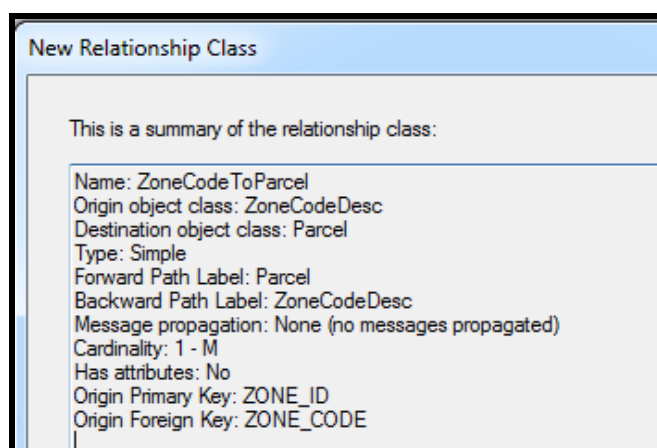 New Relationship Class
This is a summary of the relationship class:
Name: ZoneCodeToParcel
Origin object class: ZoneCodeDesc
Destination object class: Parcel
Type: Simple
Forward Path Label: Parcel
Backward Path Label: ZoneCodeDesc
Message propagation: None (no messages propagated)
Cardinality: 1 - M
Has attributes: No
Origin Primary Key: ZONE_ID
Origin Foreign Key: ZONE_CODE